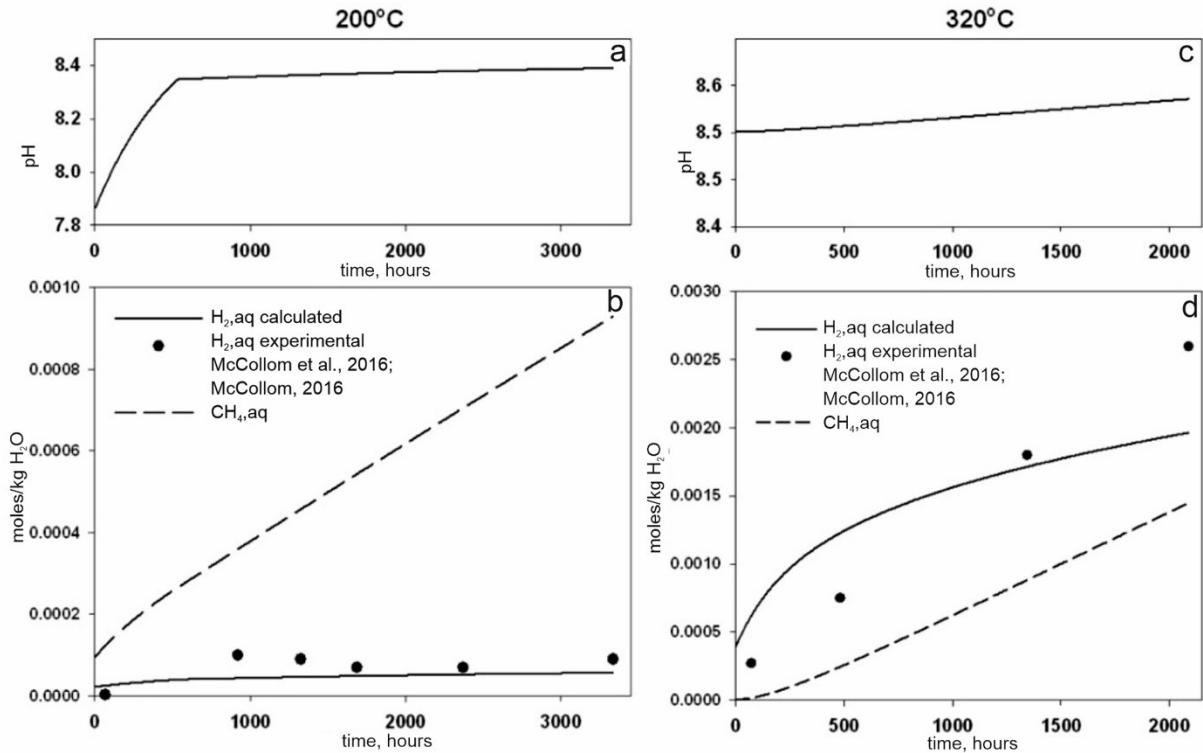 200°C
a
8.4
8.2
8.0
7.8
pH
0
1000
2000
3000
time, hours
b
0.0010
0.0008
0.0006
0.0004
0.0002
0.0000
moles/kg H₂O
H₂,aq calculated
H₂,aq experimental
McCollom et al., 2016;
McCollom, 2016
CH₄,aq
0
1000
2000
3000
time, hours
320°C
c
8.6
8.5
8.5
8.4
pH
0
500
1000
1500
2000
time, hours
d
0.0030
0.0025
0.0020
0.0015
0.0010
0.0005
0.0000
moles/kg H₂O
H₂,aq calculated
H₂,aq experimental
McCollom et al., 2016;
McCollom, 2016
CH₄,aq
0
500
1000
1500
2000
time, hours